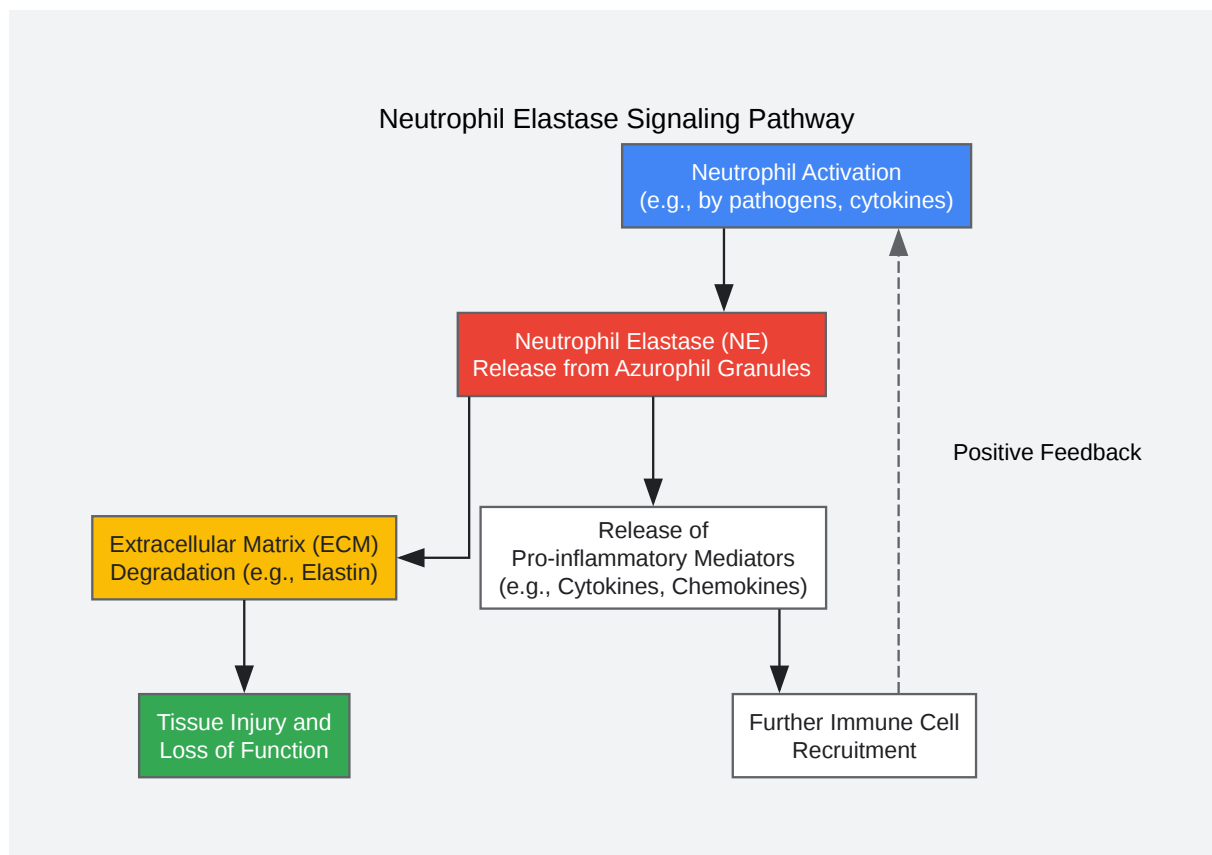 Neutrophil Elastase Signaling Pathway
Neutrophil Activation
(e.g., by pathogens, cytokines)
Neutrophil Elastase (NE)
Release from Azurophil Granules
Positive Feedback
Extracellular Matrix (ECM)
Degradation (e.g., Elastin)
Release of
Pro-inflammatory Mediators
(e.g., Cytokines, Chemokines)
Tissue Injury and
Loss of Function
Further Immune Cell
Recruitment